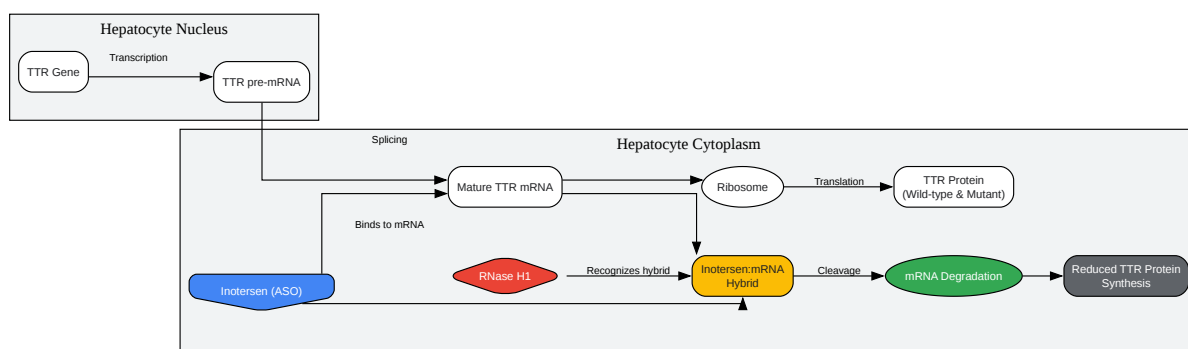 Hepatocyte Nucleus
Transcription
TTR Gene
TTR pre-mRNA
Splicing
Hepatocyte Cytoplasm
Mature TTR mRNA
Ribosome
Translation
TTR Protein
(Wild-type & Mutant)
Binds to mRNA
Inotersen (ASO)
RNase H1
Recognizes hybrid
Inotersen:mRNA
Hybrid
Cleavage
mRNA Degradation
Reduced TTR Protein
Synthesis